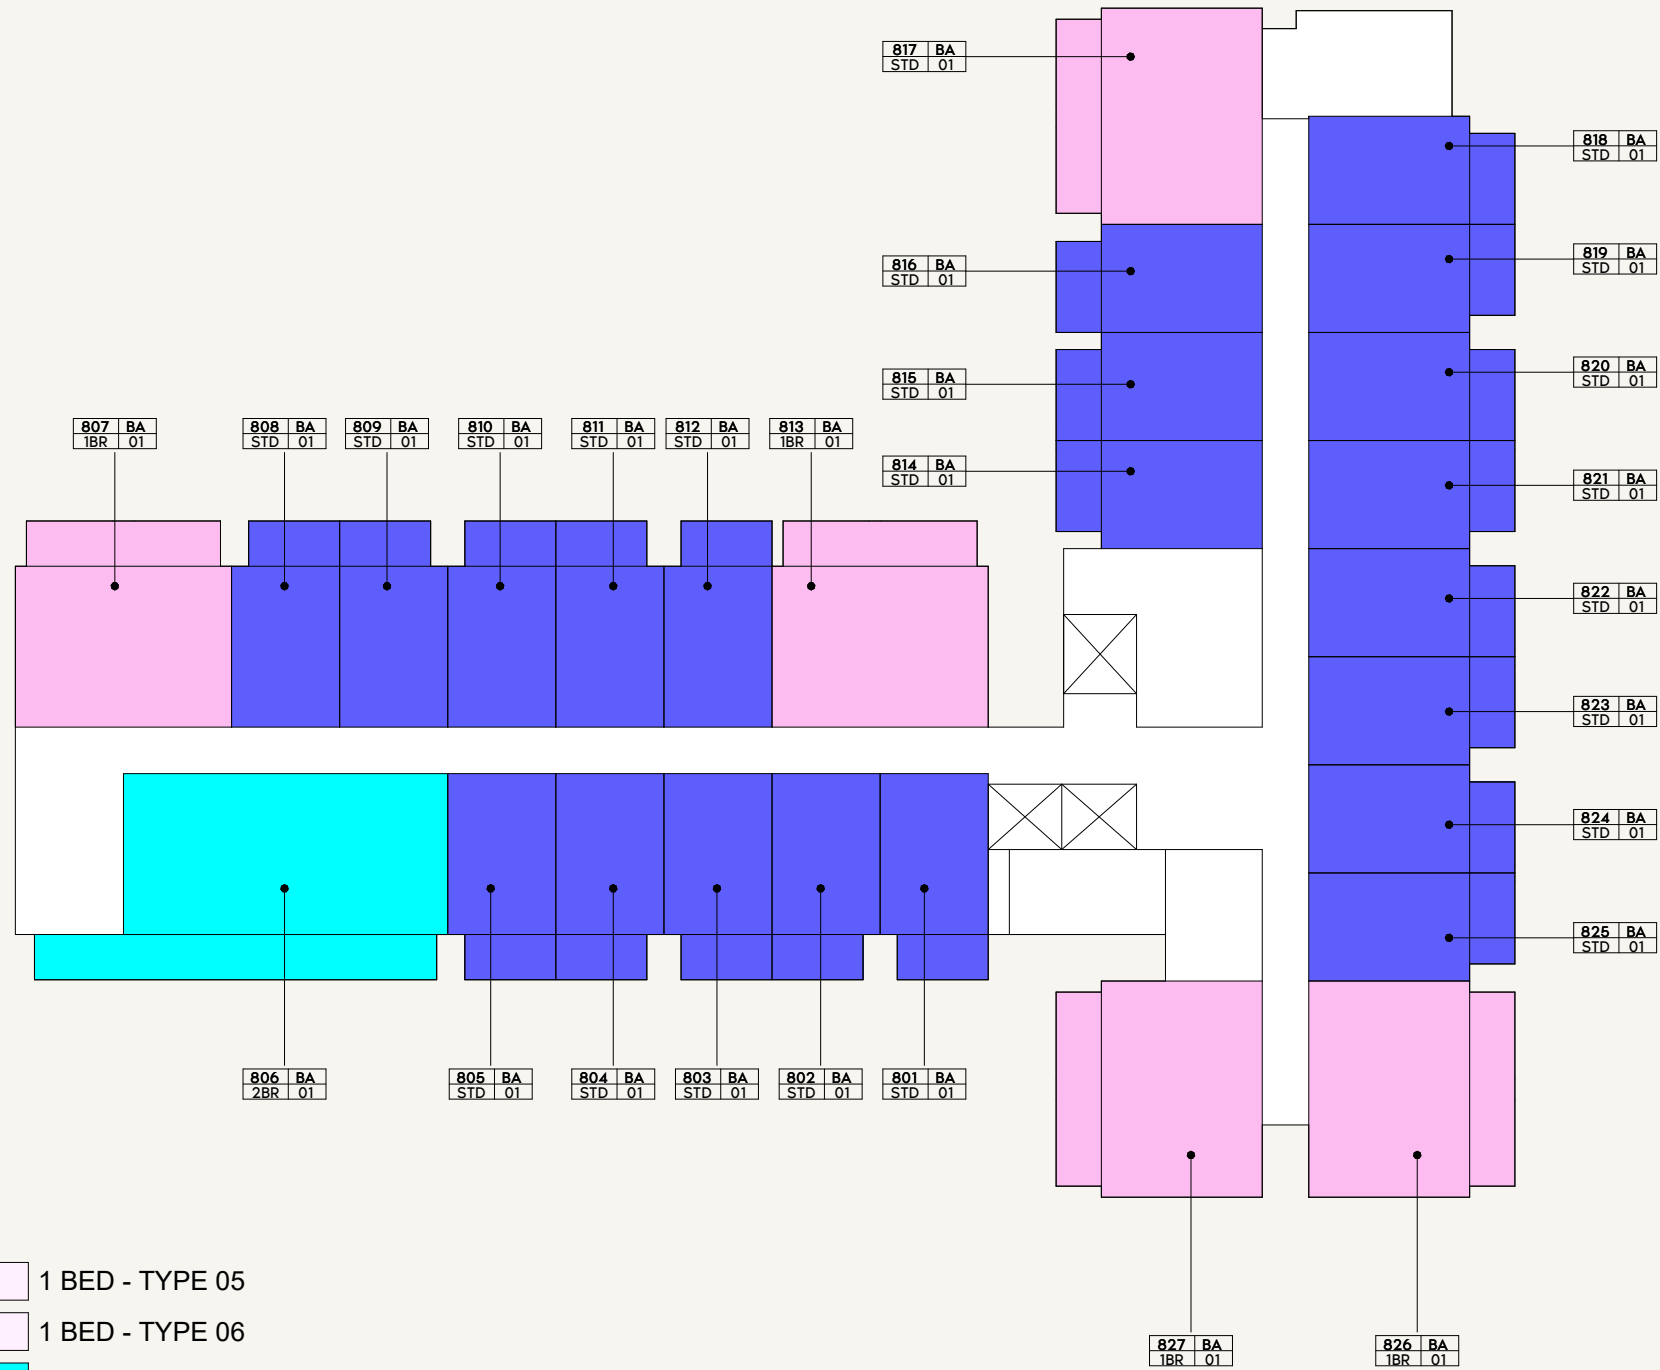 817 BA
STD 01
818 BA
STD 01
816 BA
STD 01
819 BA
STD 01
815 BA
STD 01
820 BA
STD 01
807 BA
1BR 01
808 BA
STD 01
809 BA
STD 01
810 BA
STD 01
811 BA
STD 01
812 BA
STD 01
813 BA
1BR 01
814 BA
STD 01
821 BA
STD 01
822 BA
STD 01
823 BA
STD 01
824 BA
STD 01
825 BA
STD 01
806 BA
2BR 01
805 BA
STD 01
804 BA
STD 01
803 BA
STD 01
802 BA
STD 01
801 BA
STD 01
1 BED - TYPE 05
1 BED - TYPE 06
827 BA
1BR 01
826 BA
1BR 01